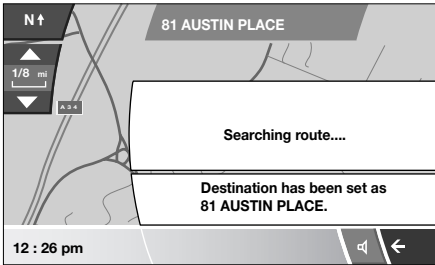 N
81 AUSTIN PLACE
1/8 mi
A34
Searching route....
Destination has been set as
81 AUSTIN PLACE.
12 : 26 pm